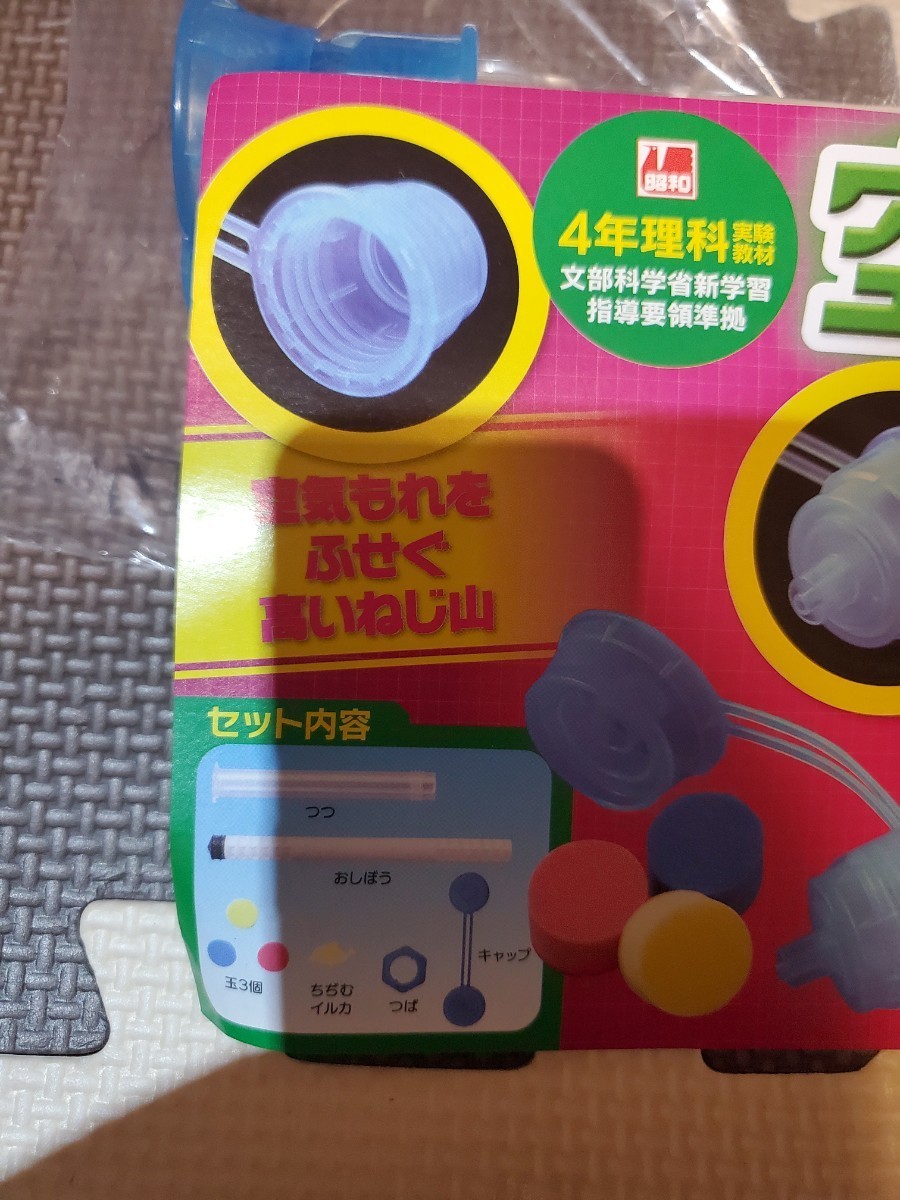 昭和
4年理科実験教材
文部科学省新学習
指導要領準拠
空気もれを
ふせぐ
高いねじ山
セット内容
つつ
おしぼう
キャップ
玉3個
ちぢむ
イルカ
つば